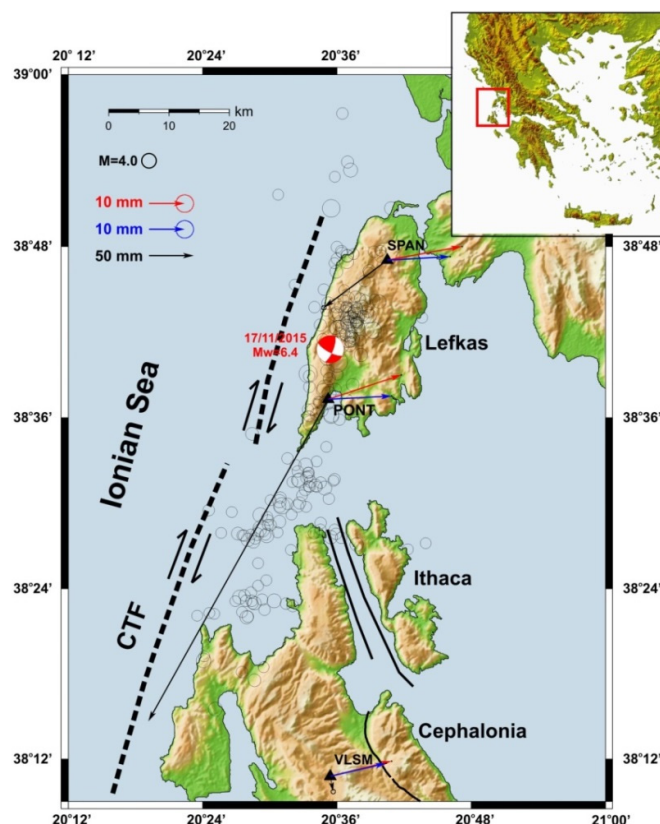 20˚ 12'
20˚24'
20˚36'
39˚ 00'
km
0
10
20
M=4.0
10 mm
10 mm
50 mm
38˚ 48'
38˚48'
SPAN
17/11/2015
Mw=6.4
Lefkas
PONT
38˚ 36'
38˚36'
Ionian Sea
38˚ 24'
38˚24'
Ithaca
CTF
Cephalonia
38˚ 12'
38˚12'
VLSM
20˚ 12'
20˚ 24'
20˚ 36'
20˚ 48'
21˚ 00'